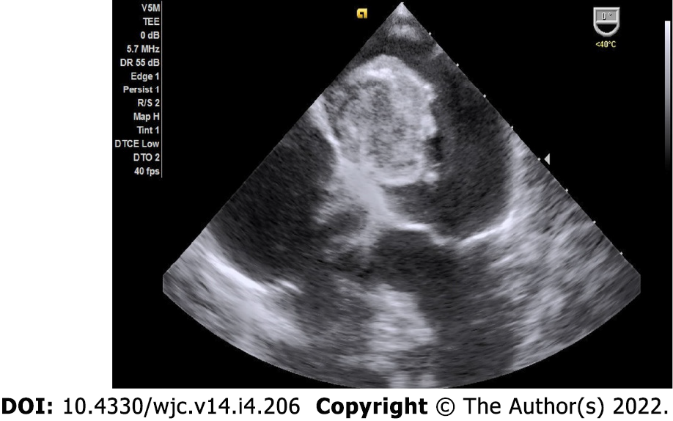 V5M
TEE
0 dB
5.7 MHz
DR 55 dB
Edge 1
Persist 1
R/S 2
Map H
Tint 1
DTCE Low
DTO 2
40 fps
<40°C
DOI: 10.4330/wjc.v14.i4.206 Copyright © The Author(s) 2022.